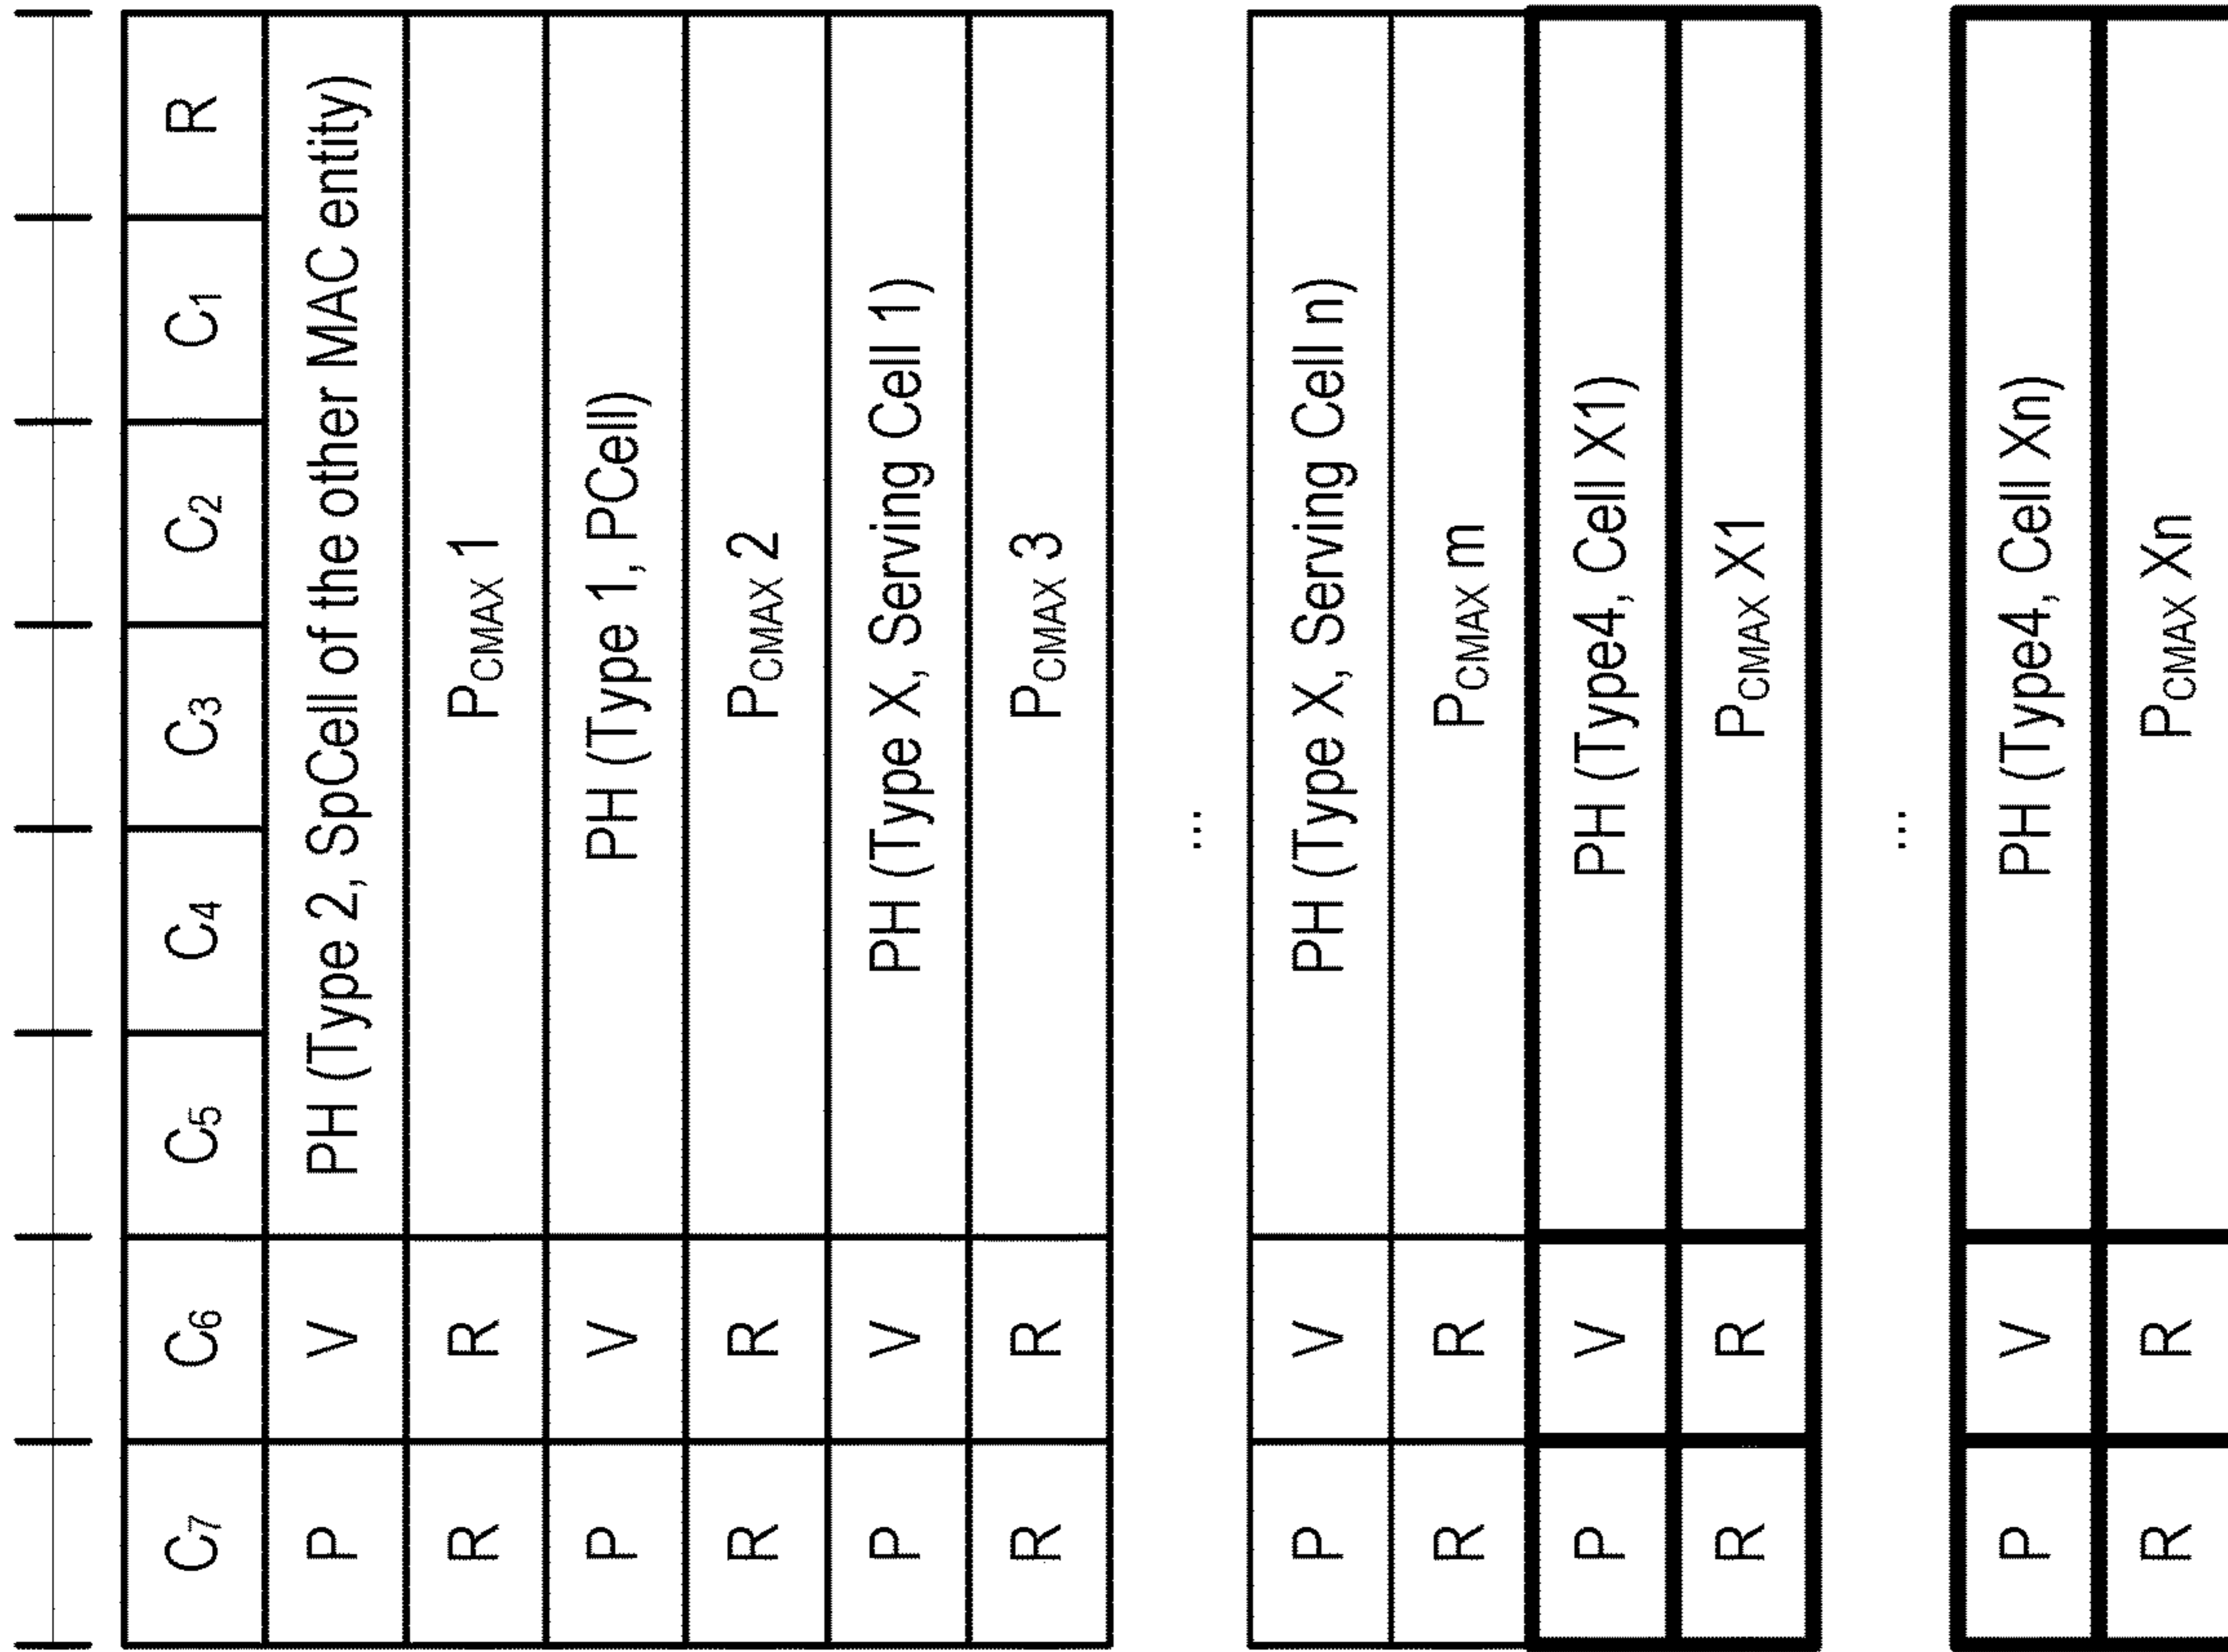 C7 C6 C5 C4 C3 C2 C1 R
P V PH (Type 2, SpCell of the other MAC entity)
R R PCMAX 1
P V PH (Type 1, PCell)
R R PCMAX 2
P V PH (Type X, Serving Cell 1)
R R PCMAX 3
...
P V PH (Type X, Serving Cell n)
R R PCMAX m
P V PH (Type4, Cell X1)
R R PCMAX X1
...
P V PH (Type4, Cell Xn)
R R PCMAX Xn